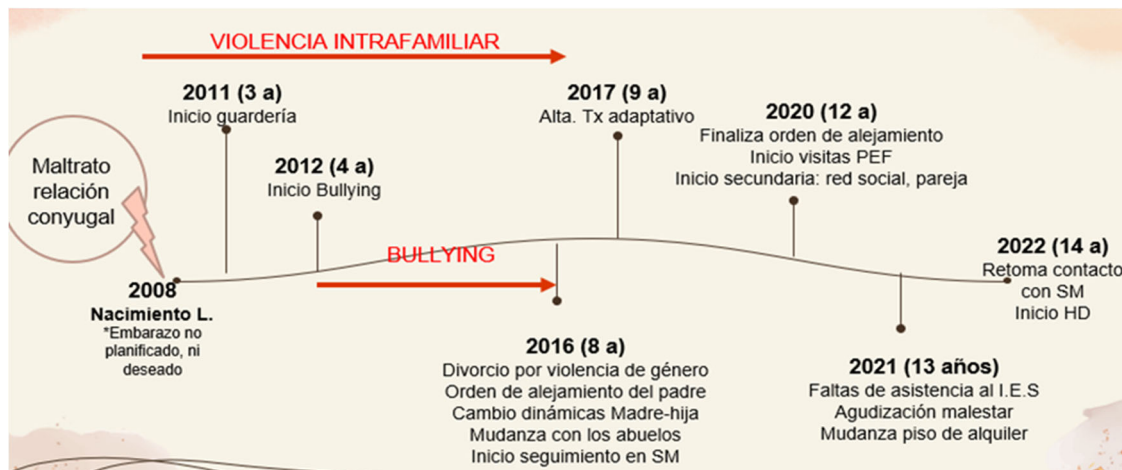 VIOLENCIA INTRAFAMILIAR
2011 (3 a)
Inicio guardería
2017 (9 a)
Alta. Tx adaptativo
2020 (12 a)
Finaliza orden de alejamiento
Inicio visitas PEF
Inicio secundaria: red social, pareja
Maltrato
relación
conyugal
2012 (4 a)
Inicio Bullying
BULLYING
2022 (14 a)
Retoma contacto
con SM
Inicio HD
2008
Nacimiento L.
*Embarazo no
planificado, ni
deseado
2016 (8 a)
Divorcio por violencia de género
Orden de alejamiento del padre
Cambio dinámicas Madre-hija
Mudanza con los abuelos
Inicio seguimiento en SM
2021 (13 años)
Faltas de asistencia al I.E.S
Agudización malestar
Mudanza piso de alquiler